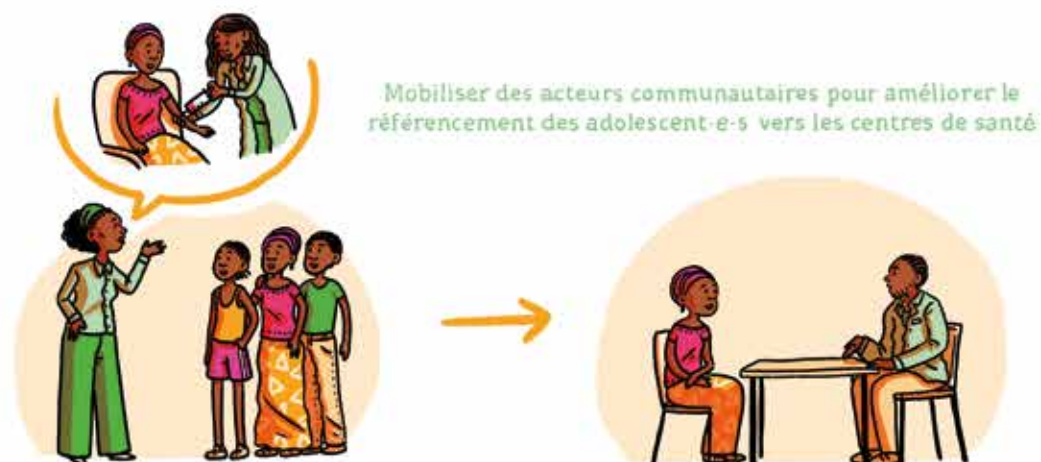 Mobiliser des acteurs communautaires pour améliorer le
référencement des adolescent·e·s vers les centres de santé